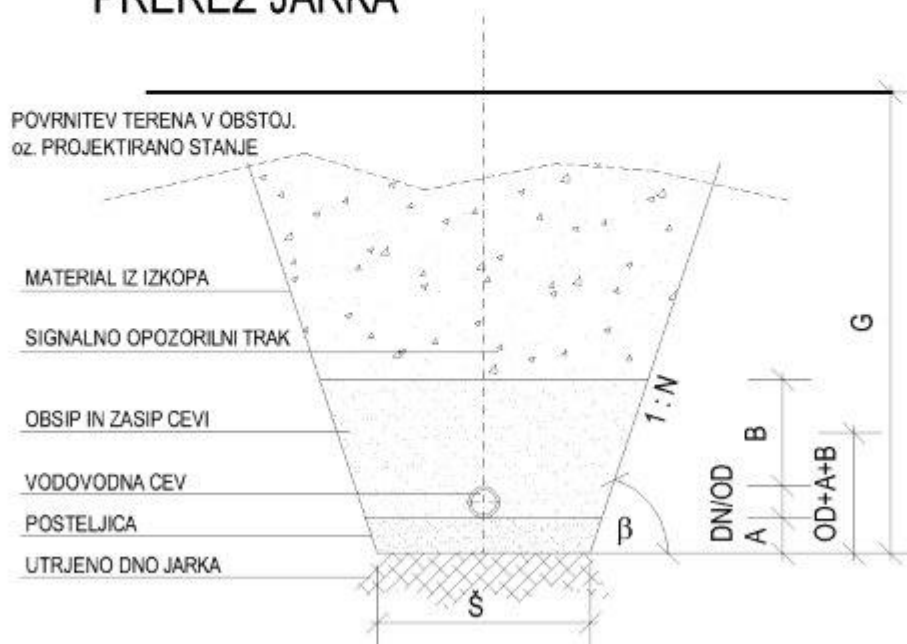 PREREZ JARKA
POVRNITEV TERENA V OBSTOJ.
oz. PROJEKTIRANO STANJE
MATERIAL IZ IZKOPA
SIGNALNO OPOZORILNI TRAK
OBSIP IN ZASIP CEVI
VODOVODNA CEV
POSTELJICA
UTRJENO DNO JARKA
1:N
β
Š
DN/OD
A
B
OD+A+B
G